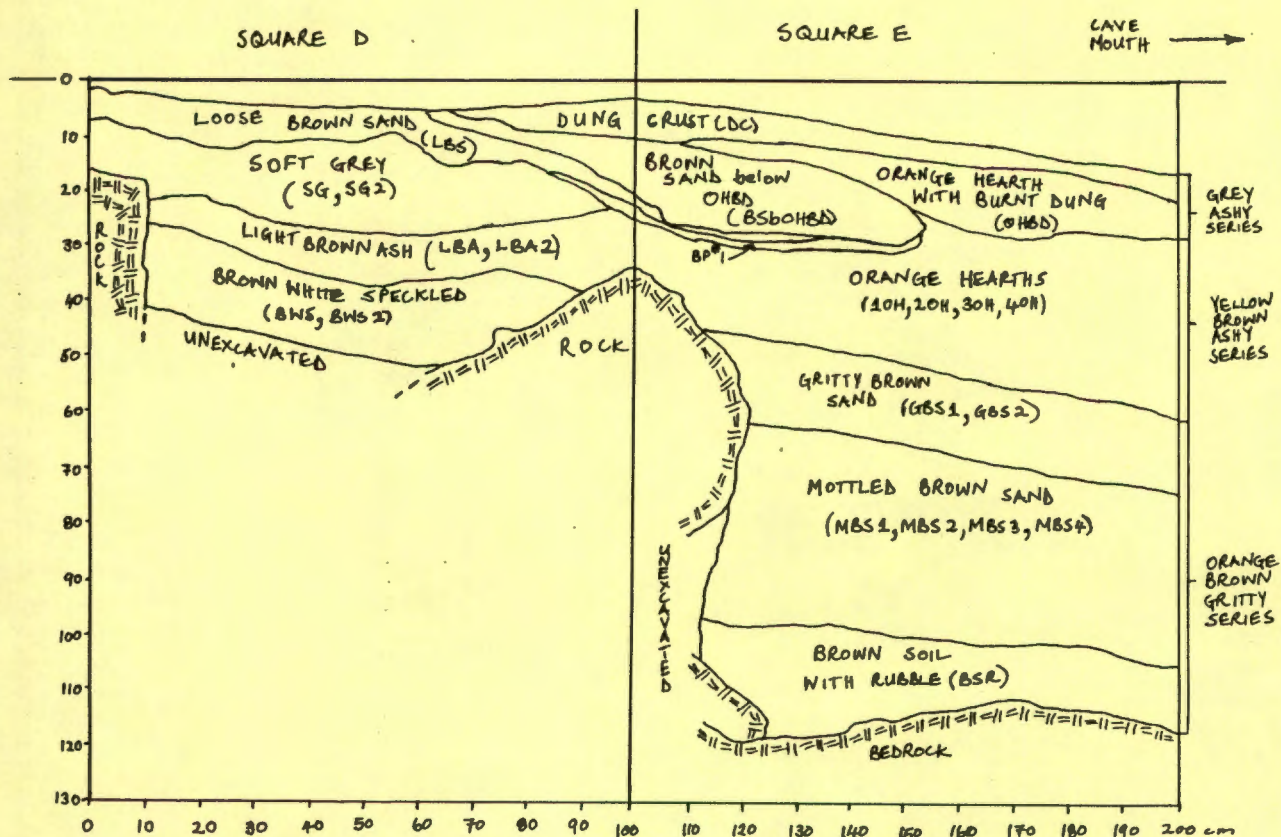 SQUARE D
SQUARE E
CAVE
MOUTH
0
10
20
30
40
50
60
70
80
90
100
110
120
130
LOOSE BROWN SAND
(LBS)
SOFT GREY
(SG, SG2)
LIGHT BROWN ASH (LBA, LBA2)
BROWN WHITE SPECKLED
(BWS, BWS2)
UNEXCAVATED
ROCK
ROCK
DUNG CRUST (DC)
BROWN
SAND below
OHBD
(BSbOHBD)
BP#1
ORANGE HEARTH
WITH BURNT DUNG
(OHBD)
ORANGE HEARTHS
(1OH, 2OH, 3OH, 4OH)
GRITTY BROWN
SAND (GBS1, GBS2)
MOTTLED BROWN SAND
(MBS1, MBS2, MBS3, MBS4)
UNEXCAVATED
BROWN SOIL
WITH RUBBLE (BSR)
BEDROCK
GREY
ASHY
SERIES
YELLOW
BROWN
ASHY
SERIES
ORANGE
BROWN
GRITTY
SERIES
0 10 20 30 40 50 60 70 80 90 100 110 120 130 140 150 160 170 180 190 200 cm